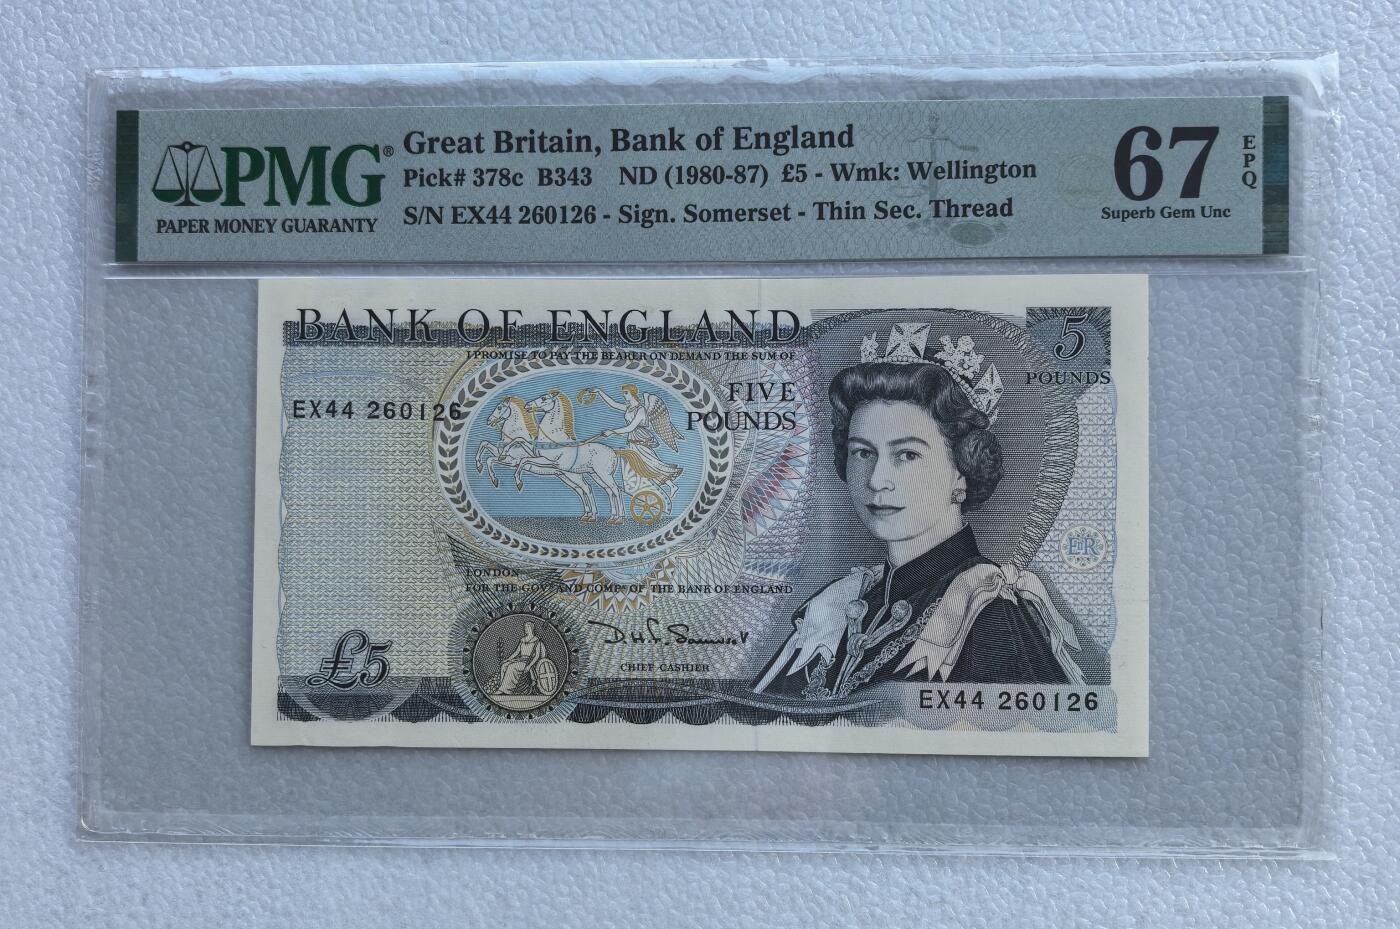 PMG®
PAPER MONEY GUARANTY
Great Britain, Bank of England
Pick# 378c B343 ND (1980-87) £5 - Wmk: Wellington
S/N EX44 260126 - Sign. Somerset - Thin Sec. Thread
67
EPQ
Superb Gem Unc
BANK OF ENGLAND
I PROMISE TO PAY THE BEARER ON DEMAND THE SUM OF
FIVE
POUNDS
5
POUNDS
EX44 260126
EIIR
LONDON
FOR THE GOVR AND COMPA OF THE BANK OF ENGLAND
D.H.F. Somerset
CHIEF CASHIER
£5
EX44 260126